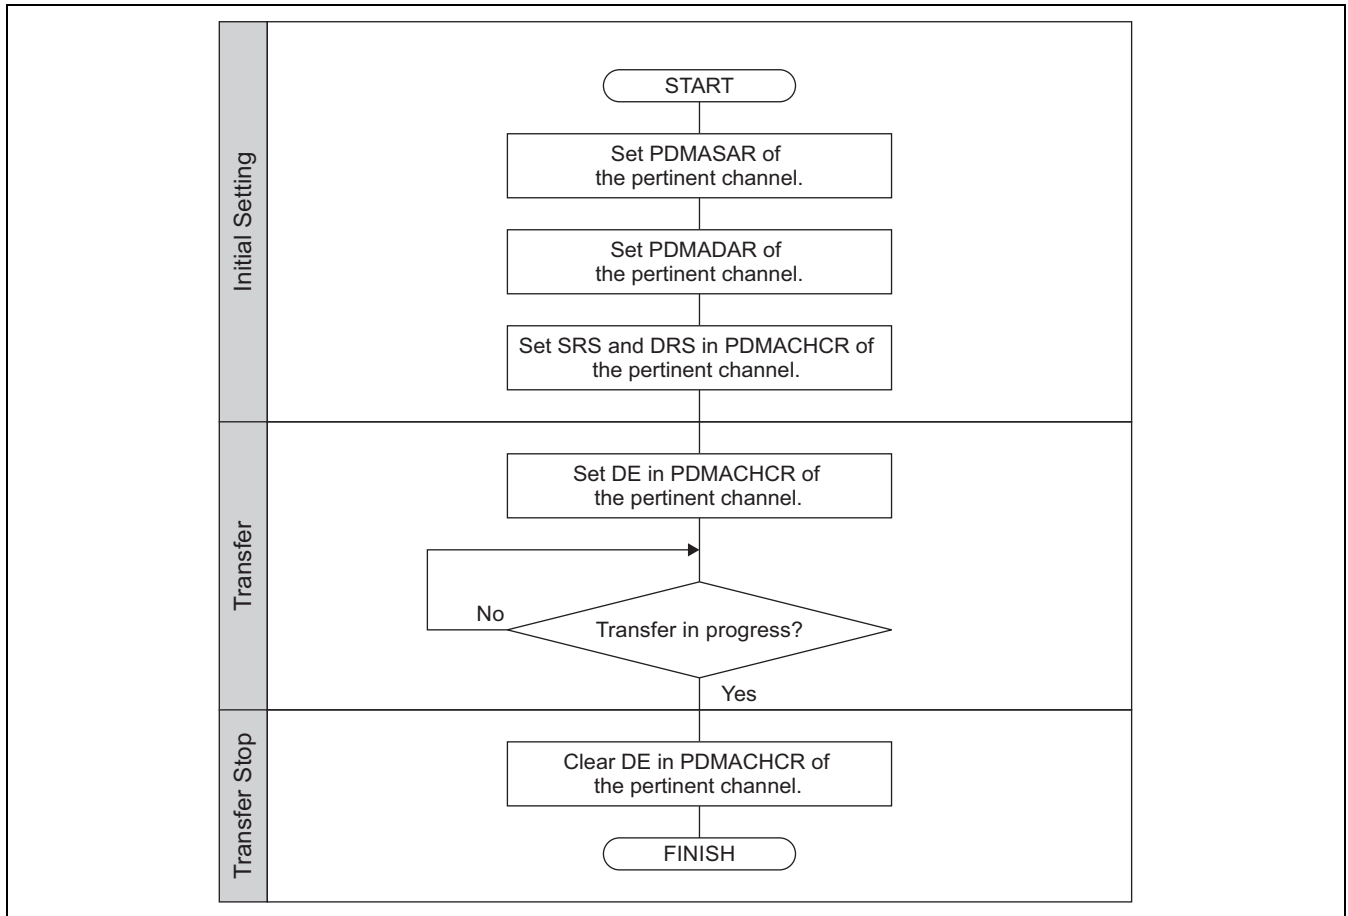 START
Set PDMASAR of
the pertinent channel.
Set PDMADAR of
the pertinent channel.
Set SRS and DRS in PDMACHCR of
the pertinent channel.
Initial Setting
Set DE in PDMACHCR of
the pertinent channel.
No
Transfer in progress?
Yes
Transfer
Clear DE in PDMACHCR of
the pertinent channel.
FINISH
Transfer Stop